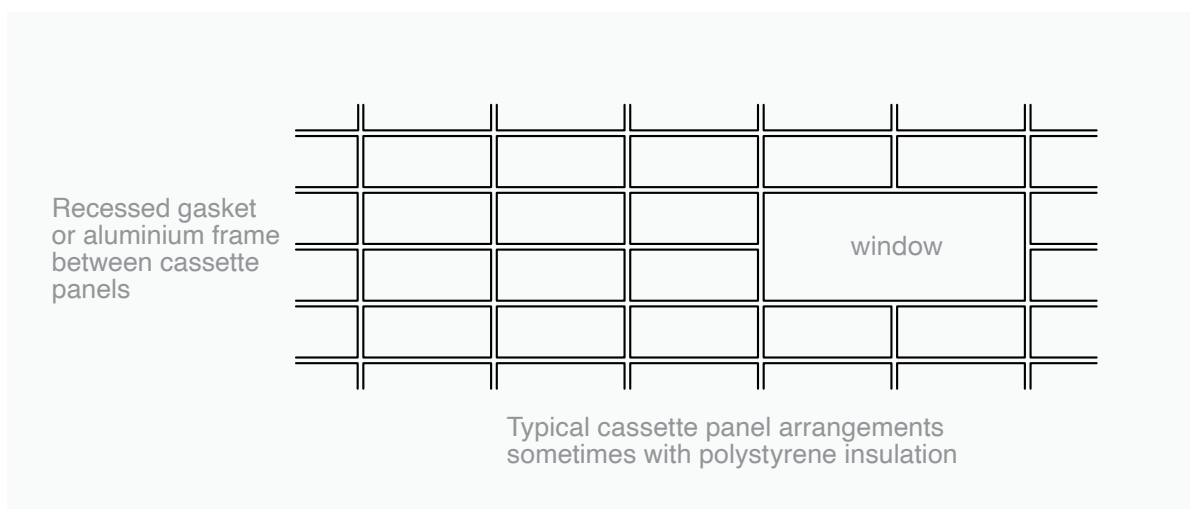 Recessed gasket
or aluminium frame
between cassette
panels
window
Typical cassette panel arrangements
sometimes with polystyrene insulation